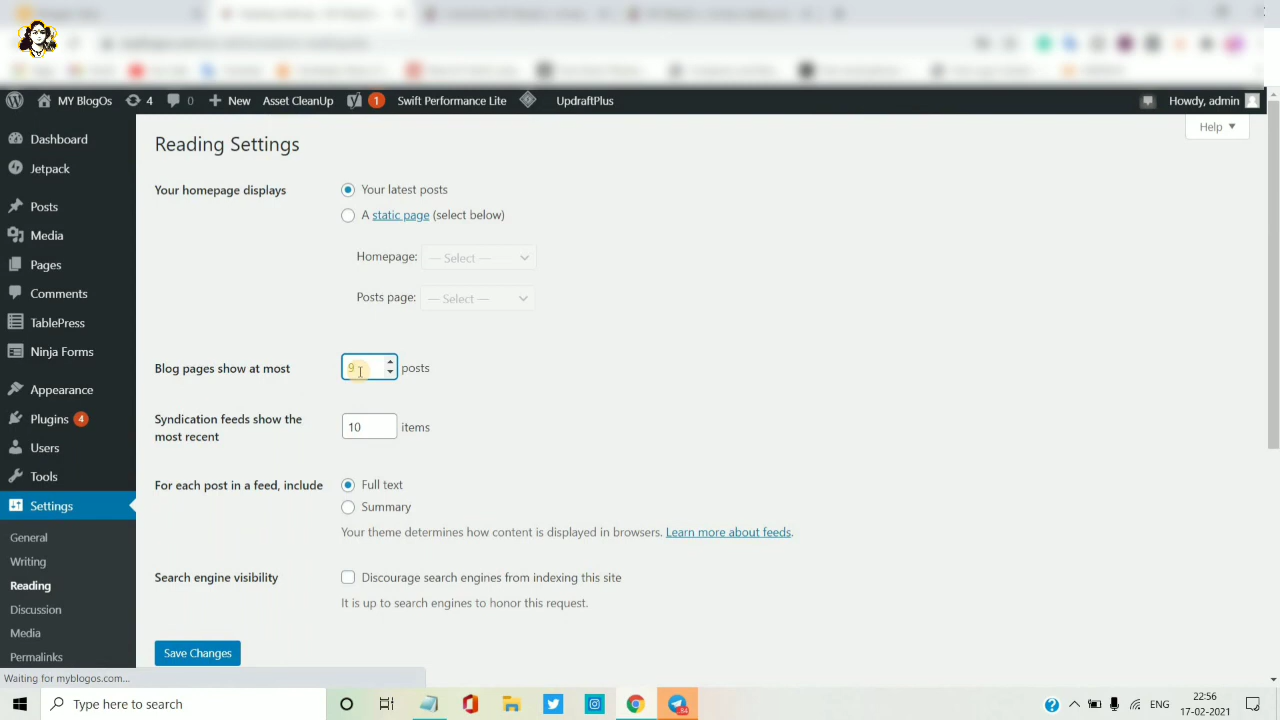 MY BlogOs
4
0
New
Asset CleanUp
1
Swift Performance Lite
UpdraftPlus
Howdy, admin
Help
Dashboard
Jetpack
Posts
Media
Pages
Comments
TablePress
Ninja Forms
Appearance
Plugins 4
Users
Tools
Settings
General
Writing
Reading
Discussion
Media
Permalinks
Reading Settings
Your homepage displays
Your latest posts
A static page (select below)
Homepage: — Select —
Posts page: — Select —
Blog pages show at most
9 posts
Syndication feeds show the
most recent
10 items
For each post in a feed, include
Full text
Summary
Your theme determines how content is displayed in browsers. Learn more about feeds.
Search engine visibility
Discourage search engines from indexing this site
It is up to search engines to honor this request.
Save Changes
Waiting for myblogos.com...
Type here to search
84
ENG
22:56
17-02-2021